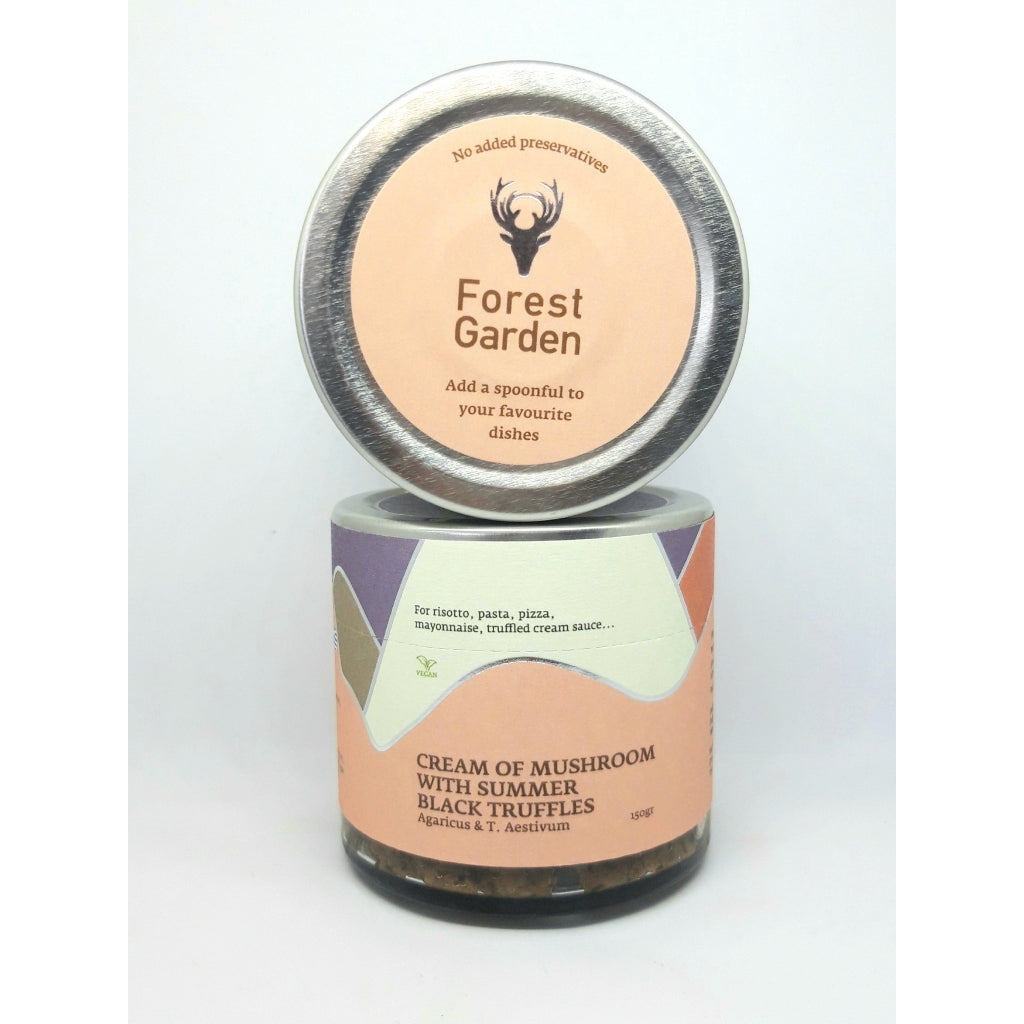 No added preservatives
Forest
Garden
Add a spoonful to
your favourite
dishes
For risotto, pasta, pizza,
mayonnaise, truffled cream sauce...
VEGAN
CREAM OF MUSHROOM
WITH SUMMER
BLACK TRUFFLES
Agaricus & T. Aestivum
150gr